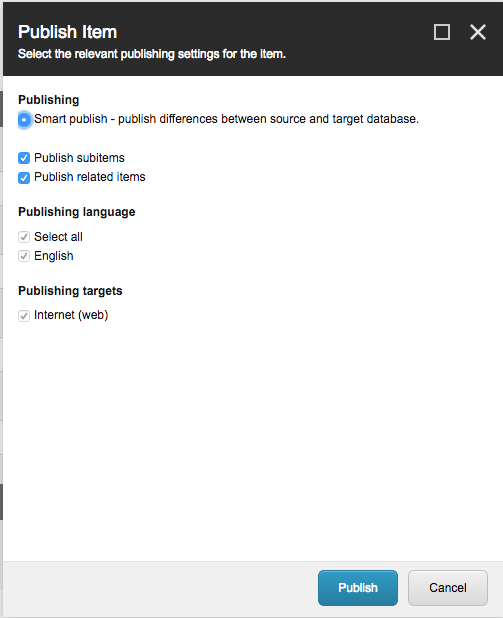 Publish Item
Select the relevant publishing settings for the item.
Publishing
Smart publish - publish differences between source and target database.
Publish subitems
Publish related items
Publishing language
Select all
English
Publishing targets
Internet (web)
Publish
Cancel